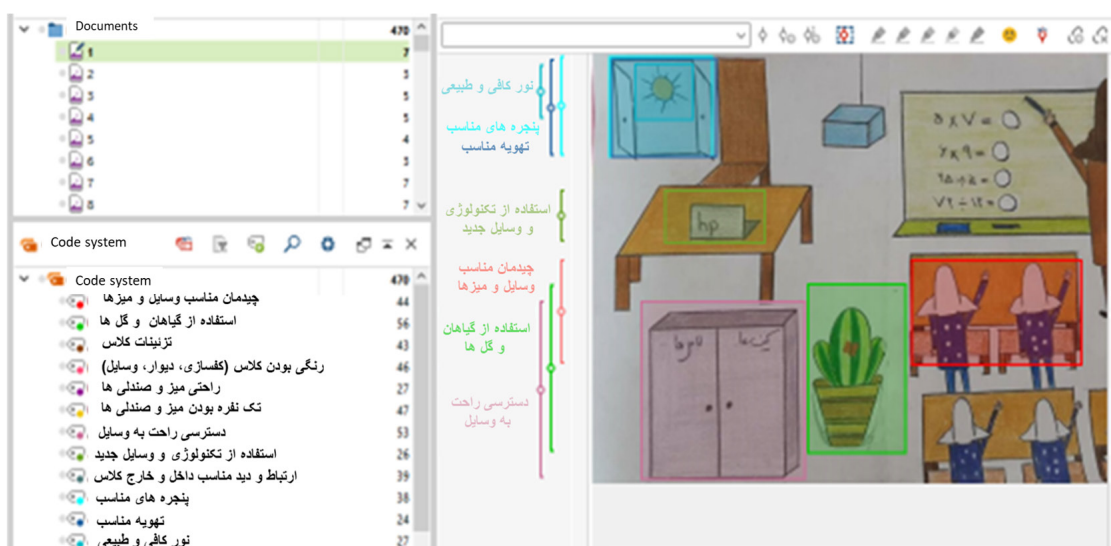 Documents 470
1 7
2 3
3 5
4 5
5 4
6 3
7 7
8 7
Code system
Code system 470
چیدمان مناسب وسایل و میزها 44
استفاده از گیاهان و گل ها 56
تزئینات کلاس 43
رنگی بودن کلاس (کفسازی، دیوار، وسایل) 46
راحتی میز و صندلی ها 27
تک نفره بودن میز و صندلی ها 47
دسترسی راحت به وسایل 53
استفاده از تکنولوژی و وسایل جدید 26
ارتباط و دید مناسب داخل و خارج کلاس 39
پنجره های مناسب 38
تهویه مناسب 24
نور کافی و طبیعی 27
نور کافی و طبیعی
پنجره های مناسب
تهویه مناسب
استفاده از تکنولوژی
و وسایل جدید
چیدمان مناسب
وسایل و میزها
استفاده از گیاهان
و گل ها
دسترسی راحت
به وسایل
hp